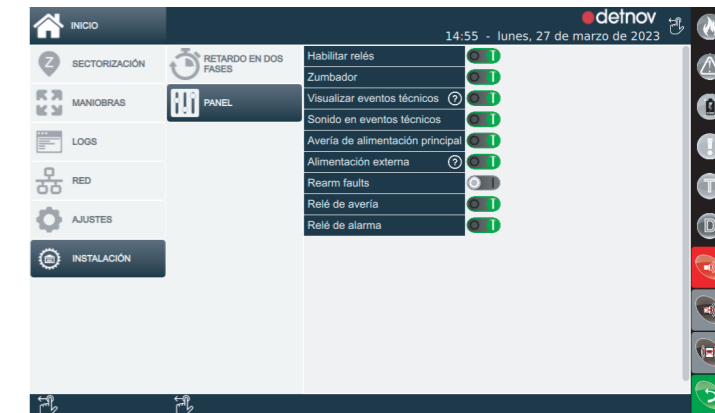 INICIO
detnov
14:55 - lunes, 27 de marzo de 2023
Z
SECTORIZACIÓN
MANIOBRAS
LOGS
RED
AJUSTES
INSTALACIÓN
RETARDO EN DOS
FASES
PANEL
Habilitar relés
Zumbador
Visualizar eventos técnicos ?
Sonido en eventos técnicos
Avería de alimentación principal
Alimentación externa ?
Rearm faults
Relé de avería
Relé de alarma
T
D